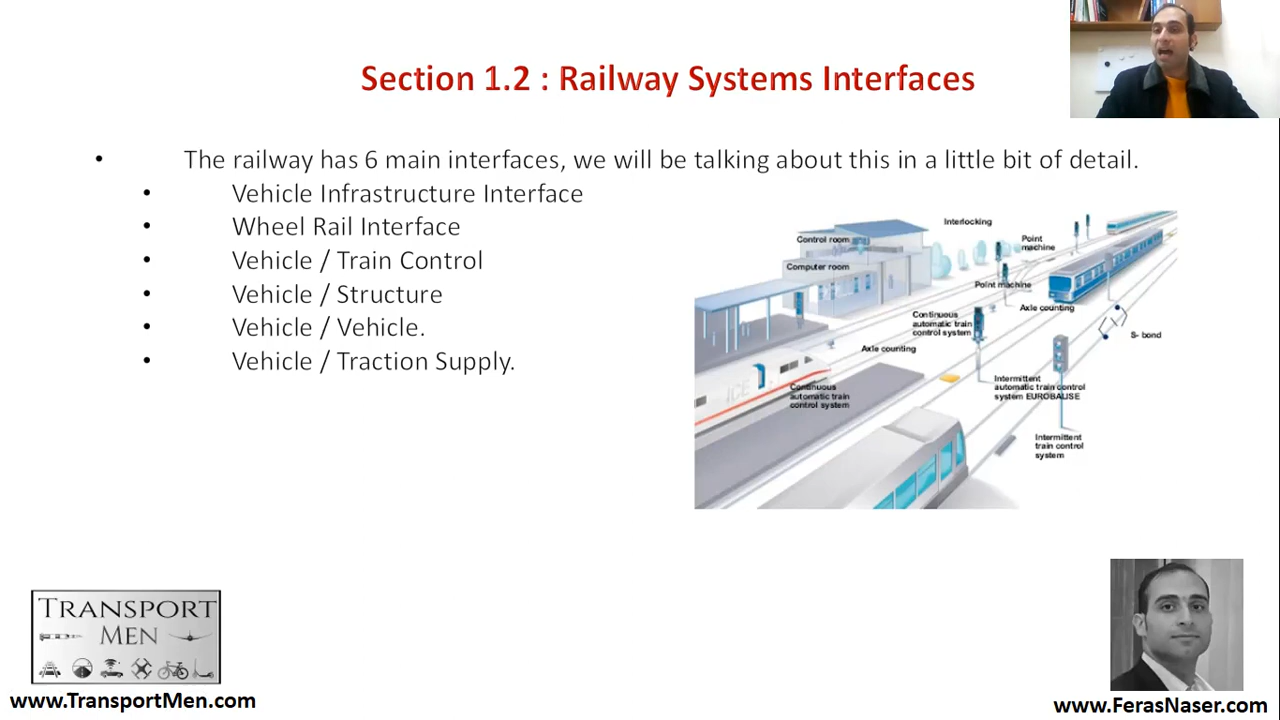 Section 1.2 : Railway Systems Interfaces
• The railway has 6 main interfaces, we will be talking about this in a little bit of detail.
• Vehicle Infrastructure Interface
• Wheel Rail Interface
• Vehicle / Train Control
• Vehicle / Structure
• Vehicle / Vehicle.
• Vehicle / Traction Supply.
Interlocking
Control room
Point
machine
Computer room
Point machine
Axle counting
Continuous
automatic train
control system
S- bond
Axle counting
Intermittent
automatic train control
system EUROBALISE
Continuous
automatic train
control system
Intermittent
train control
system
ICE
TRANSPORT
MEN
www.TransportMen.com
www.FerasNaser.com